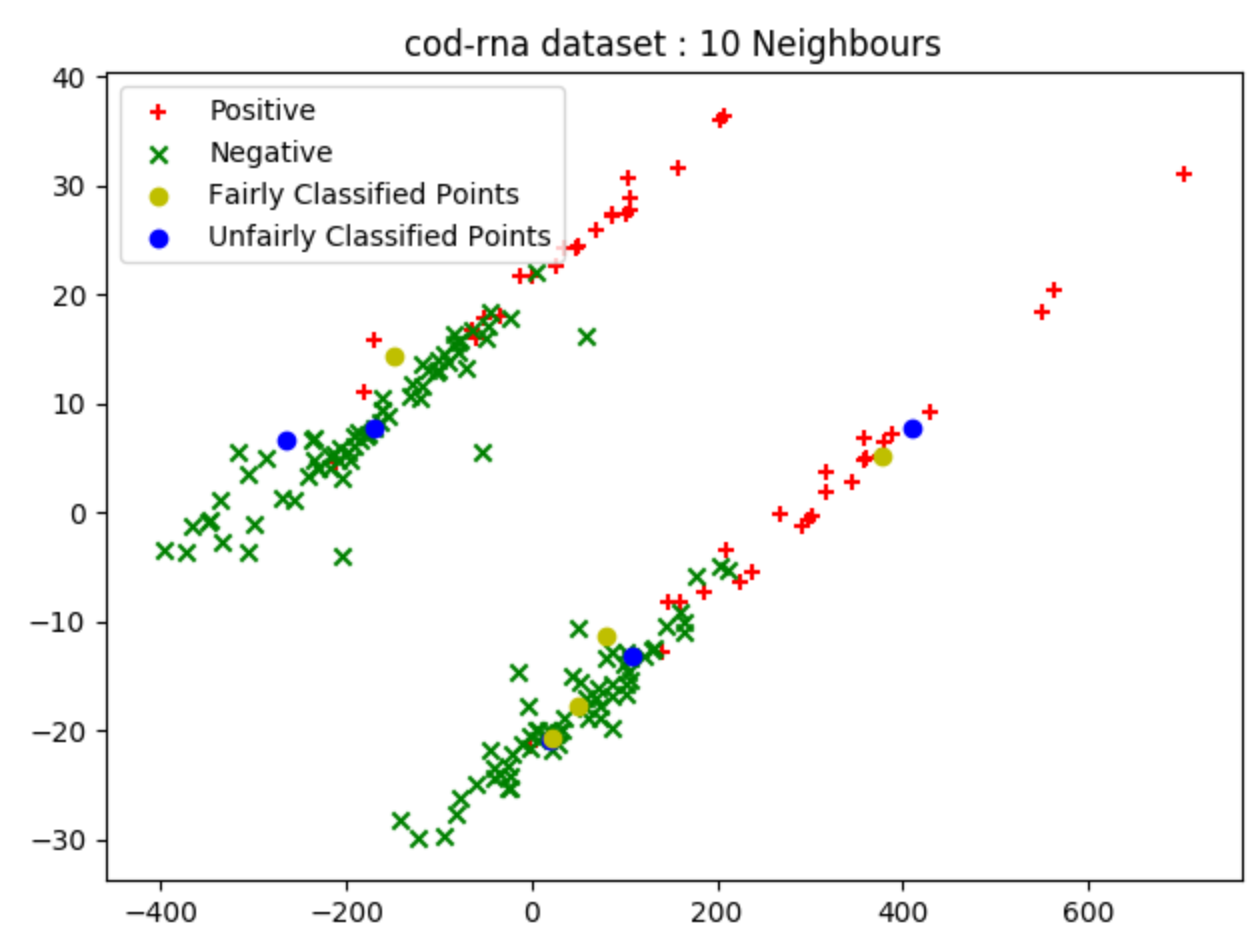 cod-rna dataset : 10 Neighbours
40
30
20
10
0
−10
−20
−30
Positive
Negative
Fairly Classified Points
Unfairly Classified Points
−400 −200 0 200 400 600